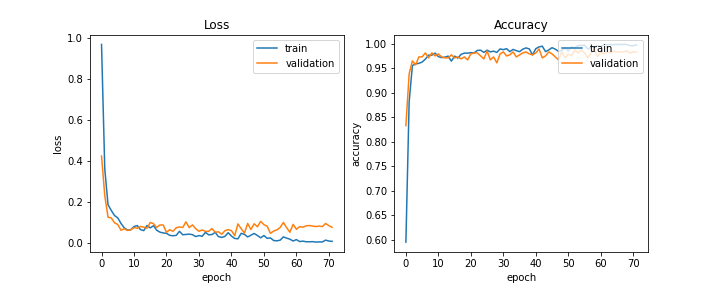 Loss
train
validation
1.0
0.8
0.6
0.4
0.2
0.0
loss
0 10 20 30 40 50 60 70
epoch
Accuracy
train
validation
1.00
0.95
0.90
0.85
0.80
0.75
0.70
0.65
0.60
accuracy
0 10 20 30 40 50 60 70
epoch